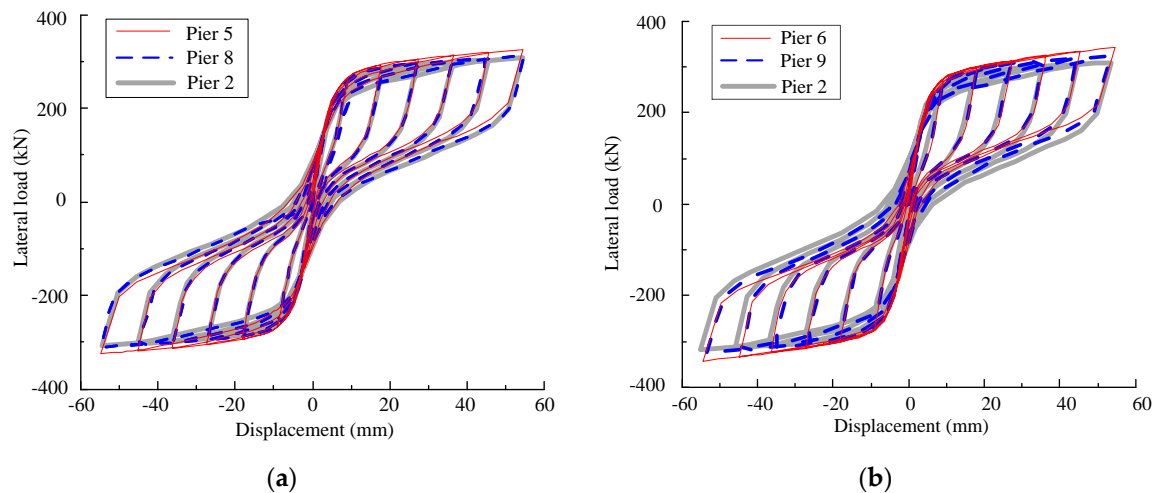 400
200
0
-200
-400
Lateral load (kN)
Pier 5
Pier 8
Pier 2
-60 -40 -20 0 20 40 60
Displacement (mm)
(a)
400
200
0
-200
-400
Lateral load (kN)
Pier 6
Pier 9
Pier 2
-60 -40 -20 0 20 40 60
Displacement (mm)
(b)